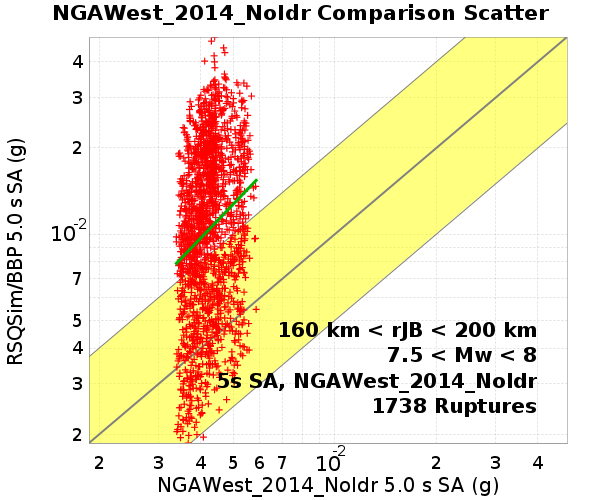 NGAWest_2014_NoIdr Comparison Scatter
RSQSim/BBP 5.0 s SA (g)
4
3
2
10-2
7
5
4
3
2
160 km < rJB < 200 km
7.5 < Mw < 8
5s SA, NGAWest_2014_NoIdr
1738 Ruptures
2 3 4 5 6 7 10-2 2 3 4
NGAWest_2014_NoIdr 5.0 s SA (g)